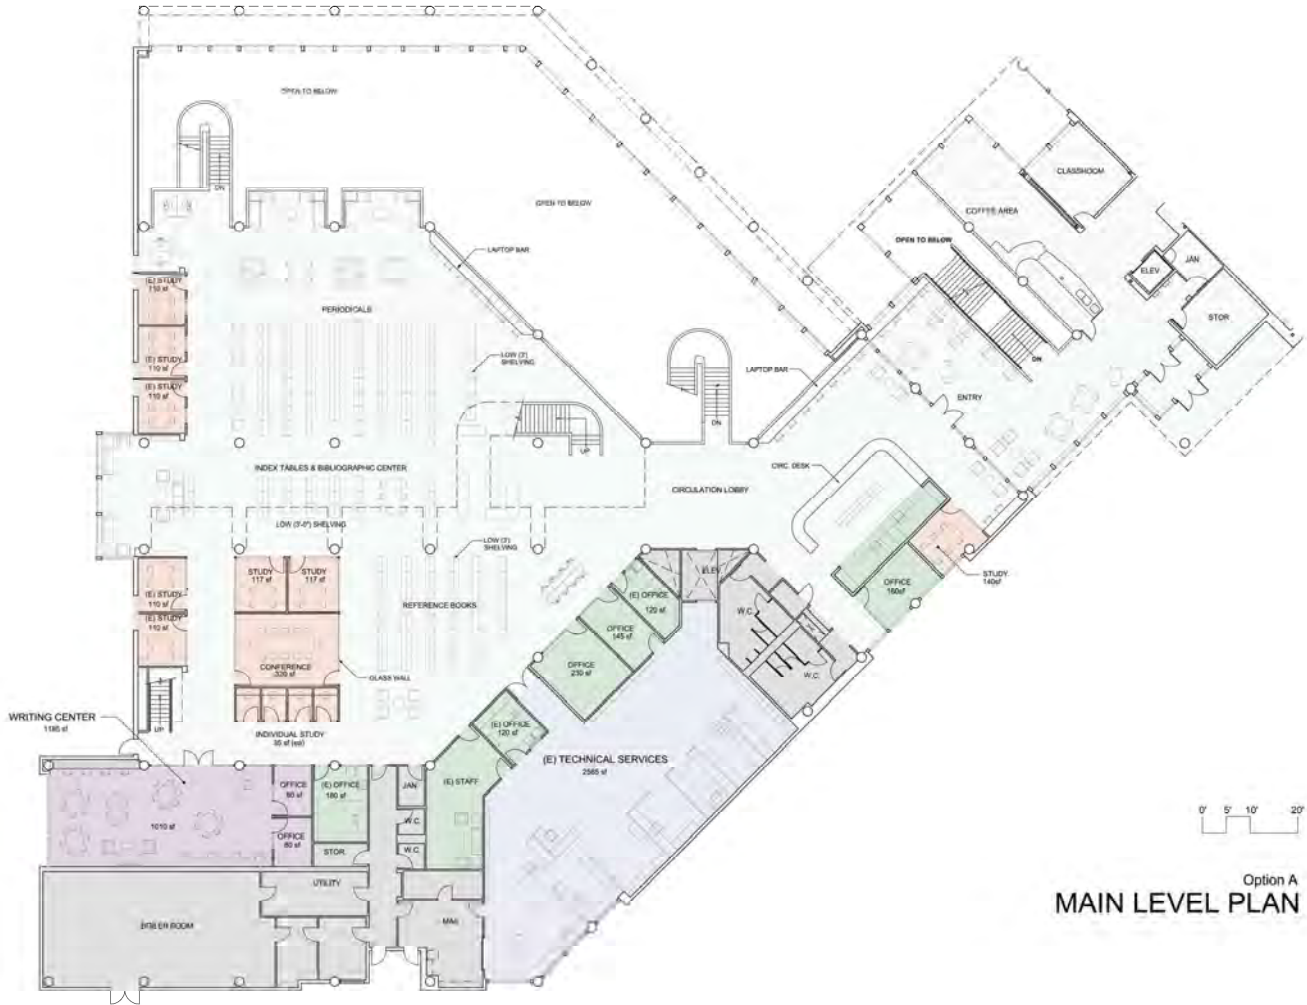 OPEN TO BELOW
DN
CLASSROOM
OPEN TO BELOW
COFFEE AREA
OPEN TO BELOW
LAPTOP BAR
JAN
ELEV
(E) STUDY
110 sf
PERIODICALS
STOR
(E) STUDY
110 sf
LOW (3')
SHELVING
DN
LAPTOP BAR
(E) STUDY
110 sf
ENTRY
DN
UP
INDEX TABLES & BIBLIOGRAPHIC CENTER
CIRC. DESK
CIRCULATION LOBBY
LOW (3'-0") SHELVING
LOW (3')
SHELVING
STUDY
117 sf
STUDY
117 sf
ELEV
STUDY
140sf
(E) STUDY
110 sf
REFERENCE BOOKS
(E) OFFICE
120 sf
W.C.
OFFICE
160sf
(E) STUDY
110 sf
OFFICE
145 sf
CONFERENCE
320 sf
GLASS WALL
OFFICE
230 sf
W.C.
WRITING CENTER
1185 sf
UP
INDIVIDUAL STUDY
35 sf (ea)
(E) OFFICE
120 sf
(E) TECHNICAL SERVICES
2565 sf
OFFICE
80 sf
(E) OFFICE
180 sf
JAN
(E) STAFF
1010 sf
W.C.
OFFICE
80 sf
STOR.
W.C.
0' 5' 10' 20'
UTILITY
Option A
MAIN LEVEL PLAN
BOILER ROOM
MAIL